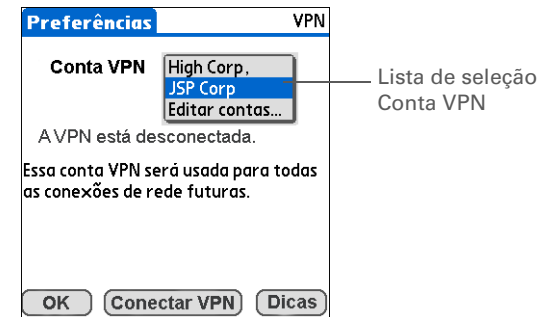 Preferências VPN
Conta VPN High Corp,
JSP Corp
Editar contas...
Lista de seleção
Conta VPN
A VPN está desconectada.
Essa conta VPN será usada para todas
as conexões de rede futuras.
OK Conectar VPN Dicas